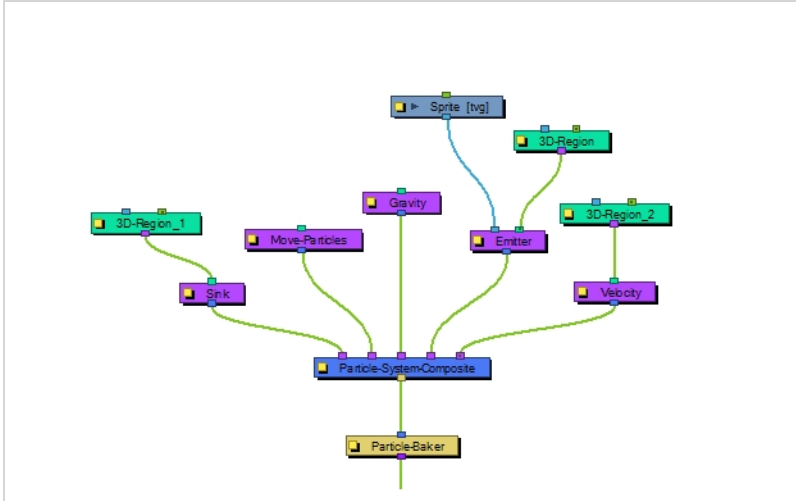 Sprite [tvg]
3D-Region
Gravity
3D-Region_1
3D-Region_2
Move-Particles
Emitter
Sink
Velocity
Particle-System-Composite
Particle-Baker